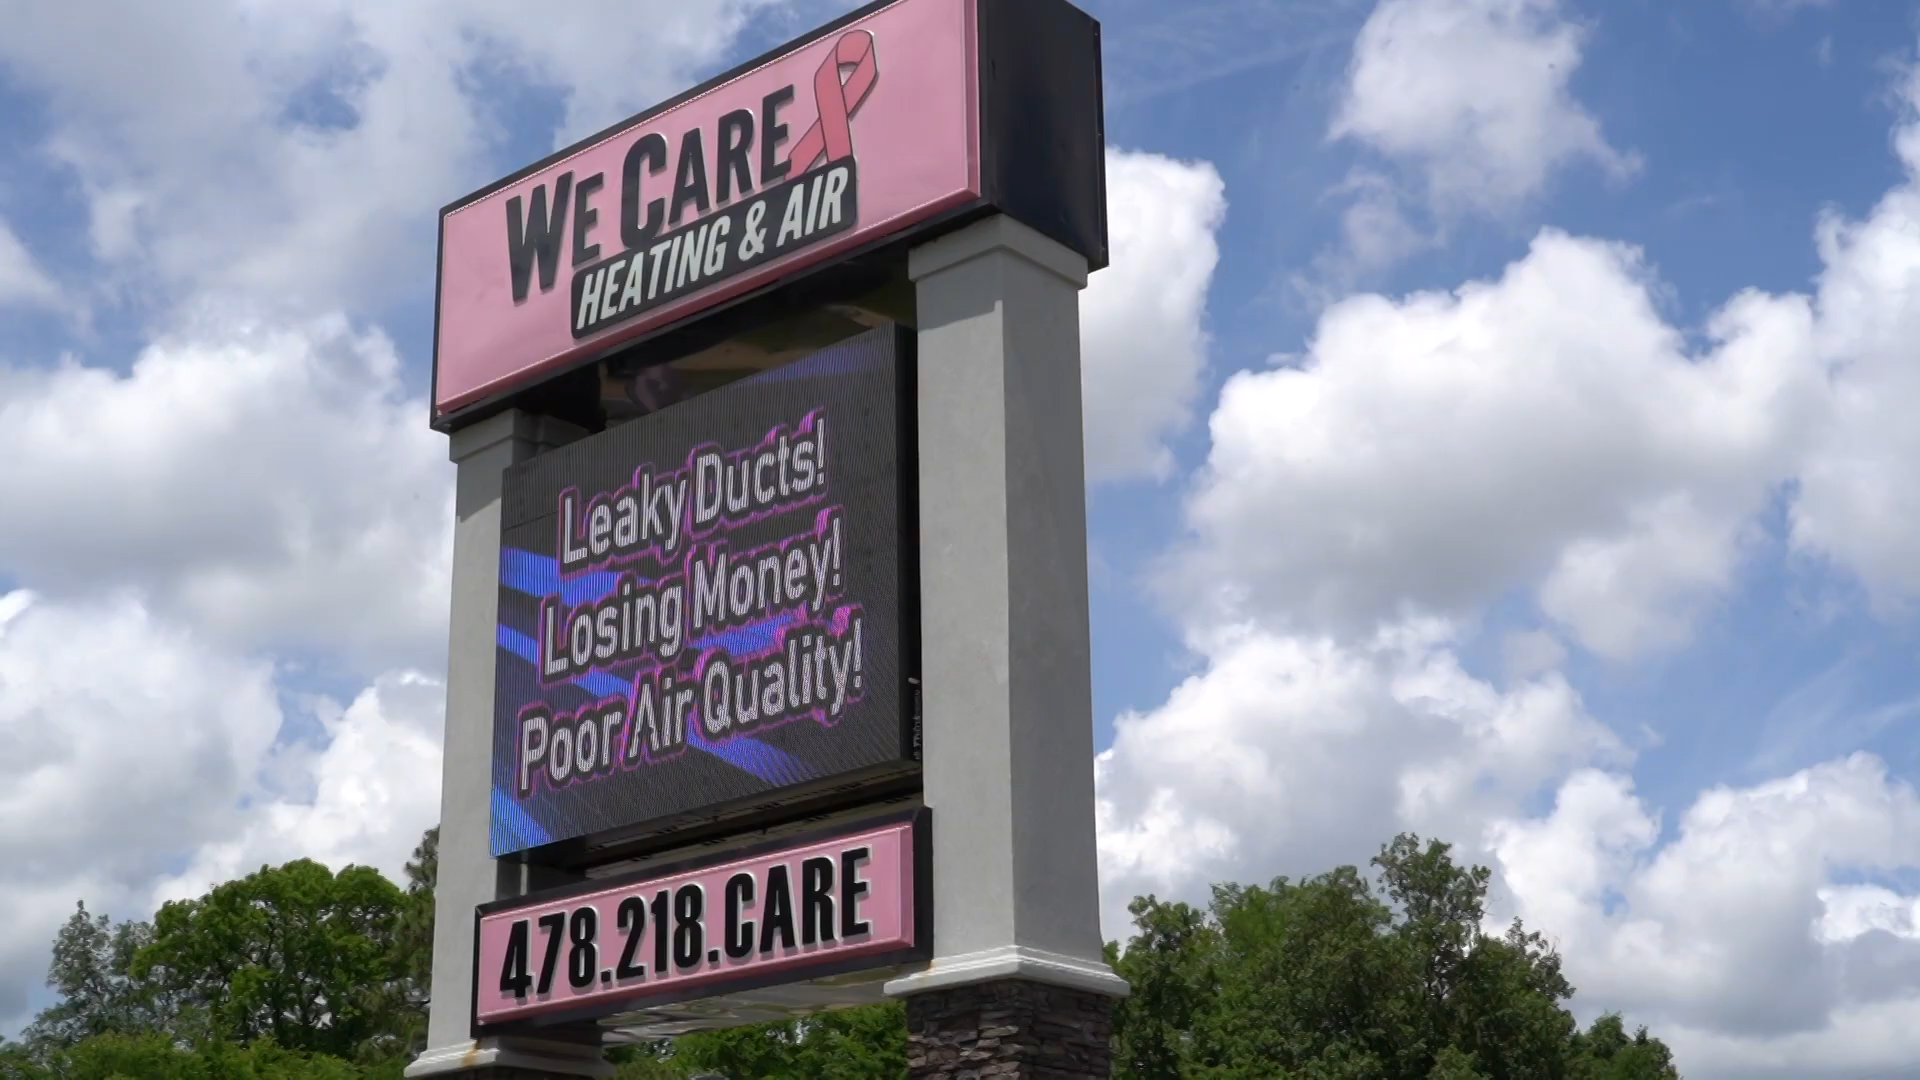 WE CARE
HEATING & AIR
Leaky Ducts!
Losing Money!
Poor Air Quality!
478.218.CARE